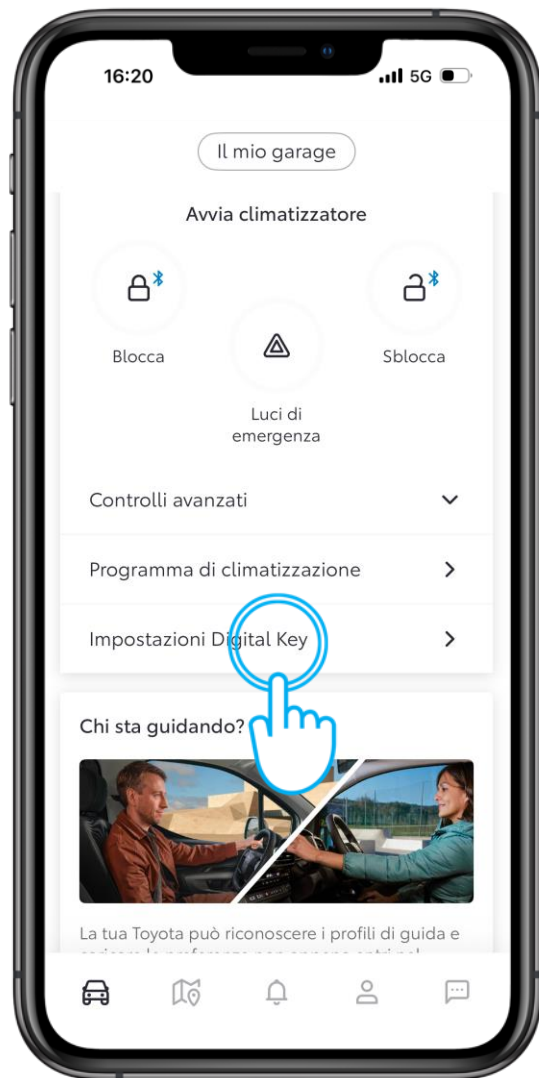 16:20
5G
Il mio garage
Avvia climatizzatore
Blocca
Sblocca
Luci di
emergenza
Controlli avanzati
Programma di climatizzazione
Impostazioni Digital Key
Chi sta guidando?
La tua Toyota può riconoscere i profili di guida e